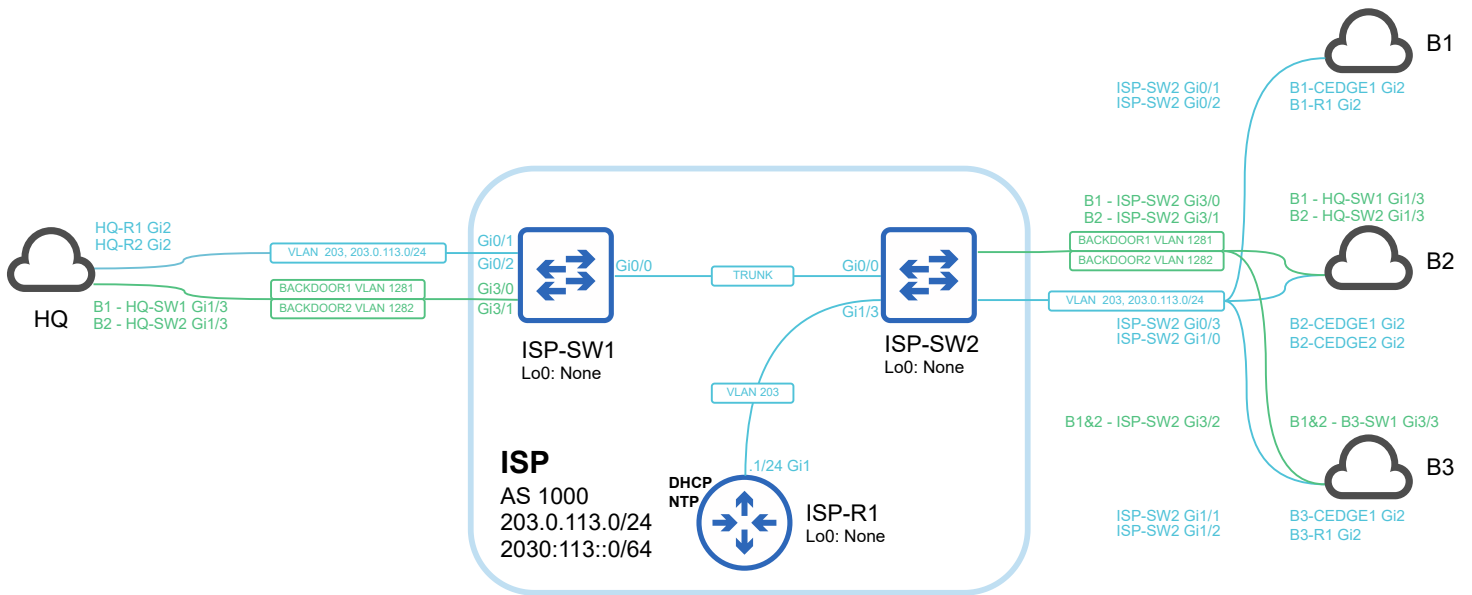 B1
ISP-SW2 Gi0/1
ISP-SW2 Gi0/2
B1-CEDGE1 Gi2
B1-R1 Gi2
HQ-R1 Gi2
HQ-R2 Gi2
VLAN 203, 203.0.113.0/24
Gi0/1
Gi0/2
BACKDOOR1 VLAN 1281
BACKDOOR2 VLAN 1282
Gi3/0
Gi3/1
B1 - HQ-SW1 Gi1/3
B2 - HQ-SW2 Gi1/3
HQ
Gi0/0
TRUNK
Gi0/0
Gi1/3
ISP-SW1
Lo0: None
ISP-SW2
Lo0: None
B1 - ISP-SW2 Gi3/0
B2 - ISP-SW2 Gi3/1
B1 - HQ-SW1 Gi1/3
B2 - HQ-SW2 Gi1/3
BACKDOOR1 VLAN 1281
BACKDOOR2 VLAN 1282
B2
VLAN 203, 203.0.113.0/24
ISP-SW2 Gi0/3
ISP-SW2 Gi1/0
B2-CEDGE1 Gi2
B2-CEDGE2 Gi2
VLAN 203
B1&2 - ISP-SW2 Gi3/2
B1&2 - B3-SW1 Gi3/3
B3
ISP
AS 1000
203.0.113.0/24
2030:113::0/64
.1/24 Gi1
DHCP
NTP
ISP-R1
Lo0: None
ISP-SW2 Gi1/1
ISP-SW2 Gi1/2
B3-CEDGE1 Gi2
B3-R1 Gi2